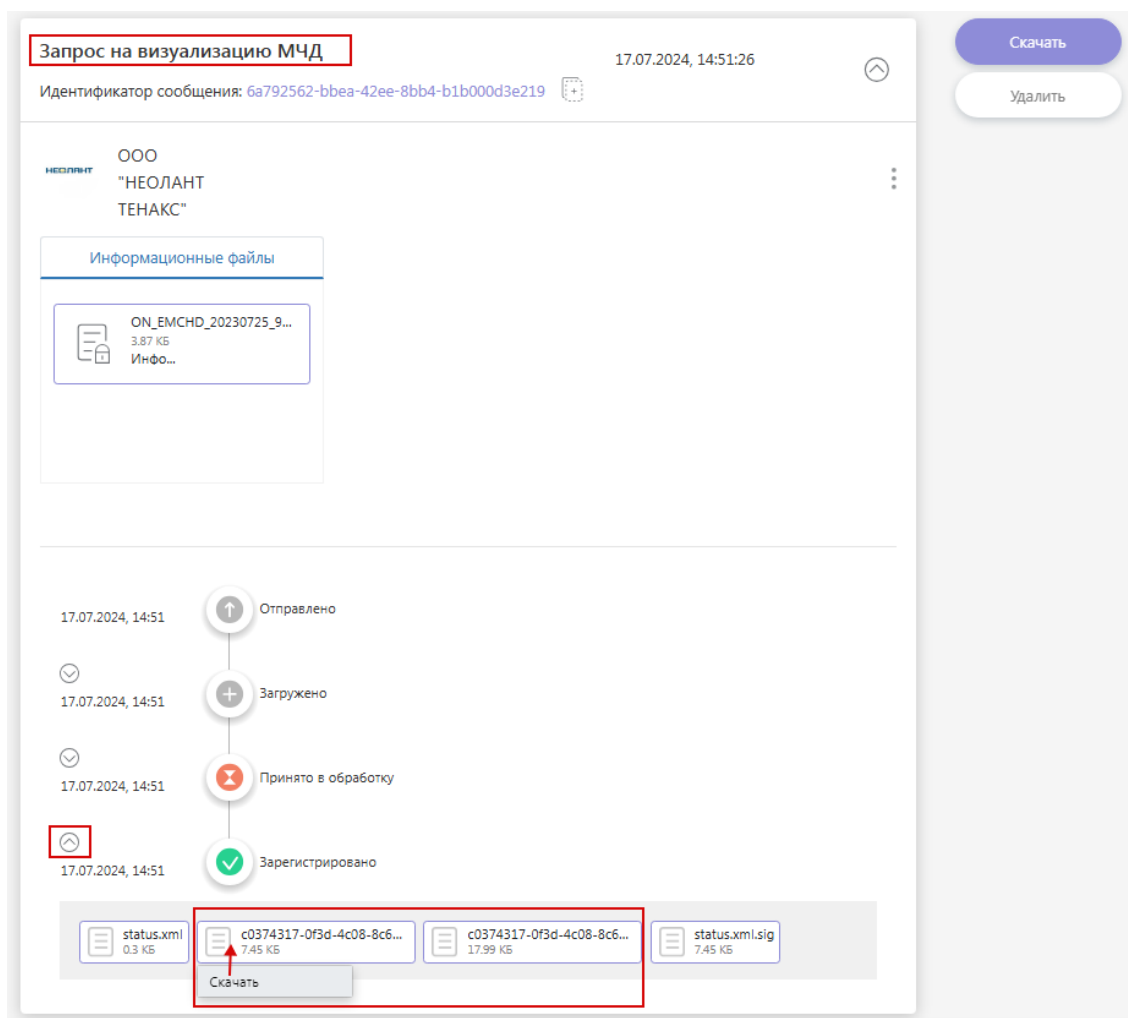 Запрос на визуализацию МЧД
17.07.2024, 14:51:26
Идентификатор сообщения: 6a792562-bbea-42ee-8bb4-b1b000d3e219
Скачать
Удалить
НЕОЛАНТ
ООО
"НЕОЛАНТ
ТЕНАКС"
Информационные файлы
ON_EMCHD_20230725_9...
3.87 КБ
Инфо...
17.07.2024, 14:51
Отправлено
17.07.2024, 14:51
Загружено
17.07.2024, 14:51
Принято в обработку
17.07.2024, 14:51
Зарегистрировано
status.xml
0.3 КБ
c0374317-0f3d-4c08-8c6...
7.45 КБ
c0374317-0f3d-4c08-8c6...
17.99 КБ
status.xml.sig
7.45 КБ
Скачать